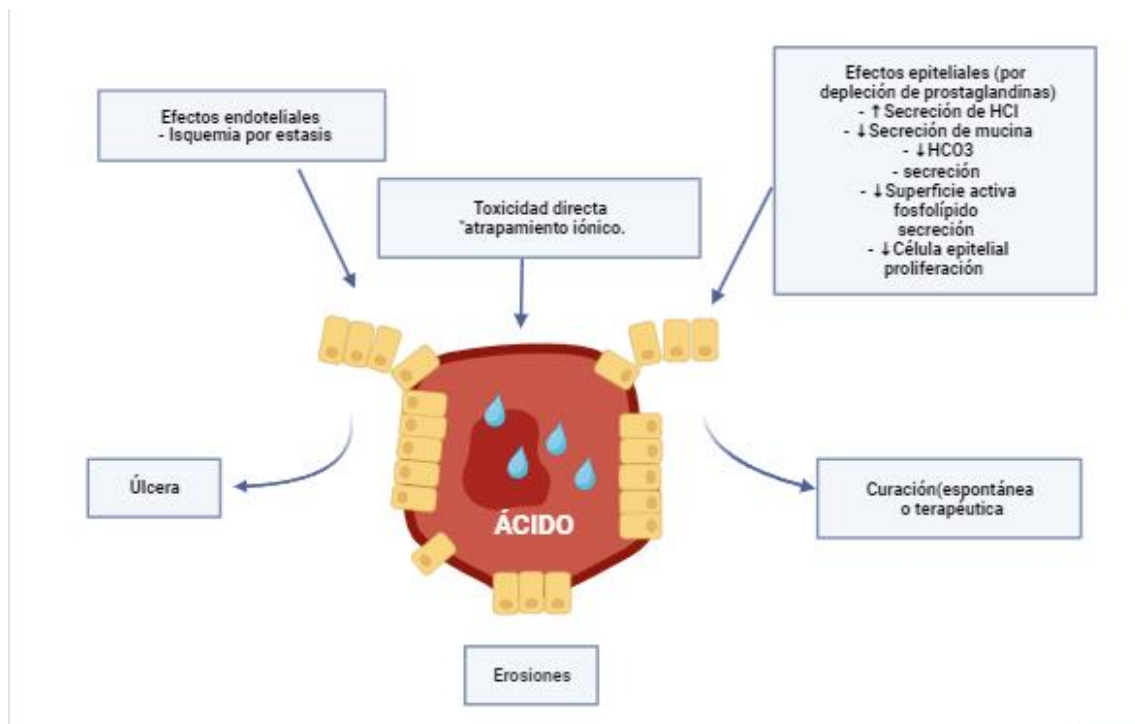 Efectos endoteliales
- Isquemia por estasis
Toxicidad directa
"atrapamiento iónico.
Efectos epiteliales (por
depleción de prostaglandinas)
- ↑Secreción de HCl
- ↓Secreción de mucina
- ↓HCO3
- secreción
- ↓Superficie activa
fosfolípido
secreción
- ↓Célula epitelial
proliferación
Úlcera
ÁCIDO
Curación(espontánea
o terapéutica
Erosiones